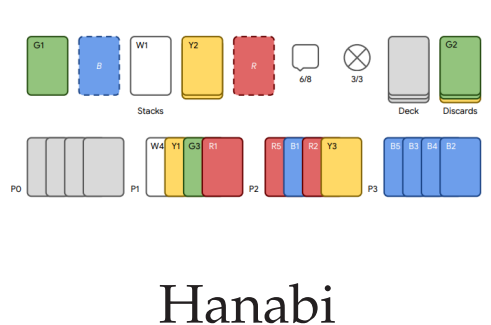 G1 B W1 Y2 R G2
6/8 3/3
Stacks Deck Discards
P0 P1 W4 Y1 G3 R1 P2 R5 B1 R2 Y3 P3 B5 B3 B4 B2
Hanabi